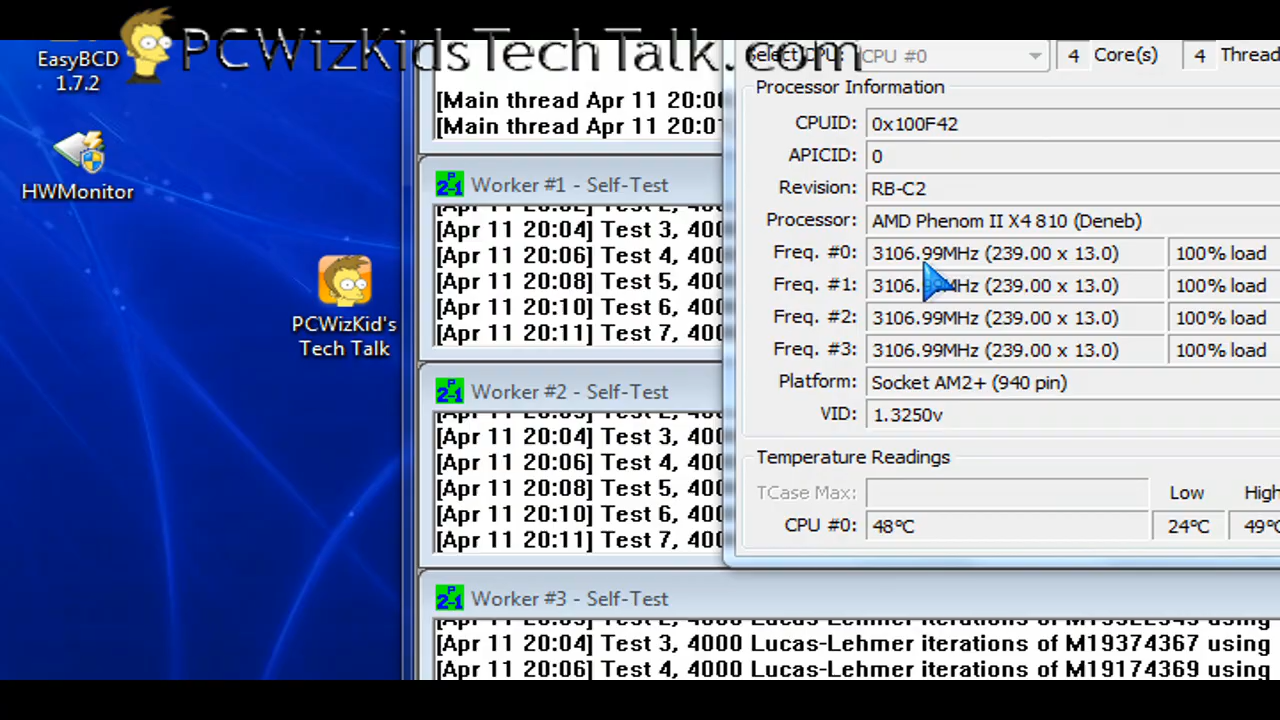 PCWizKidsTechTalk.com
EasyBCD
1.7.2
HWMonitor
PCWizKid's
Tech Talk
[Main thread Apr 11 20:0
[Main thread Apr 11 20:0
Worker #1 - Self-Test
[Apr 11 20:04] Test 3, 400
[Apr 11 20:06] Test 4, 400
[Apr 11 20:08] Test 5, 400
[Apr 11 20:10] Test 6, 400
[Apr 11 20:11] Test 7, 400
Worker #2 - Self-Test
[Apr 11 20:04] Test 3, 400
[Apr 11 20:06] Test 4, 400
[Apr 11 20:08] Test 5, 400
[Apr 11 20:10] Test 6, 400
[Apr 11 20:11] Test 7, 400
Worker #3 - Self-Test
[Apr 11 20:04] Test 3, 4000 Lucas-Lehmer iterations of M19374367 using
[Apr 11 20:06] Test 4, 4000 Lucas-Lehmer iterations of M19174369 using
Select CPU: CPU #0 4 Core(s) 4 Thread
Processor Information
CPUID: 0x100F42
APICID: 0
Revision: RB-C2
Processor: AMD Phenom II X4 810 (Deneb)
Freq. #0: 3106.99MHz (239.00 x 13.0) 100% load
Freq. #1: 3106.99MHz (239.00 x 13.0) 100% load
Freq. #2: 3106.99MHz (239.00 x 13.0) 100% load
Freq. #3: 3106.99MHz (239.00 x 13.0) 100% load
Platform: Socket AM2+ (940 pin)
VID: 1.3250v
Temperature Readings
TCase Max: Low High
CPU #0: 48°C 24°C 49°C